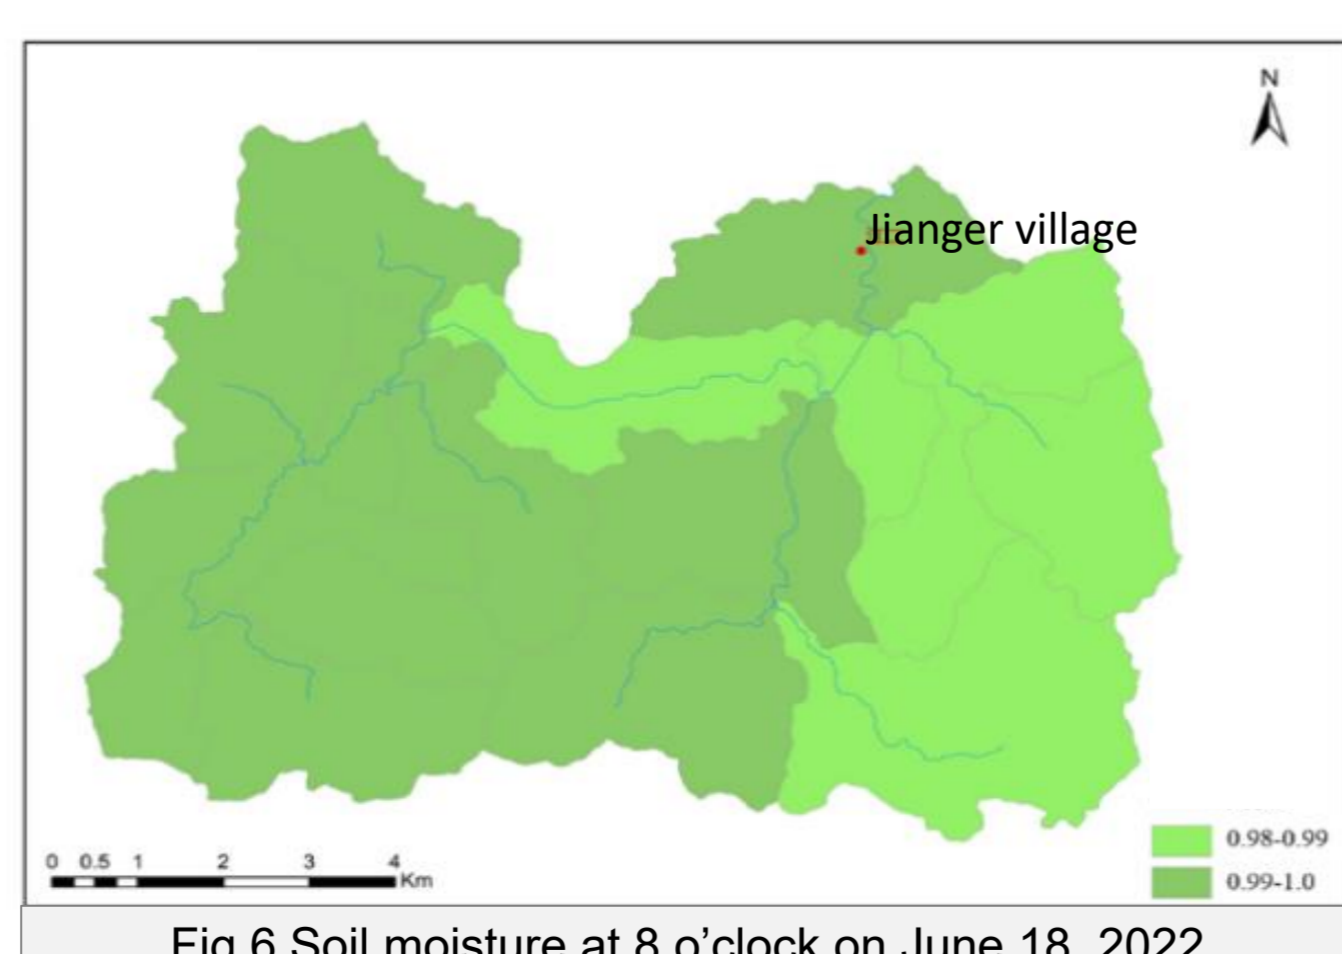 N
Jianger village
0.98-0.99
0.99-1.0
0 0.5 1 2 3 4
Km
Fig 6 Soil moisture at 8 o’clock on June 18, 2022